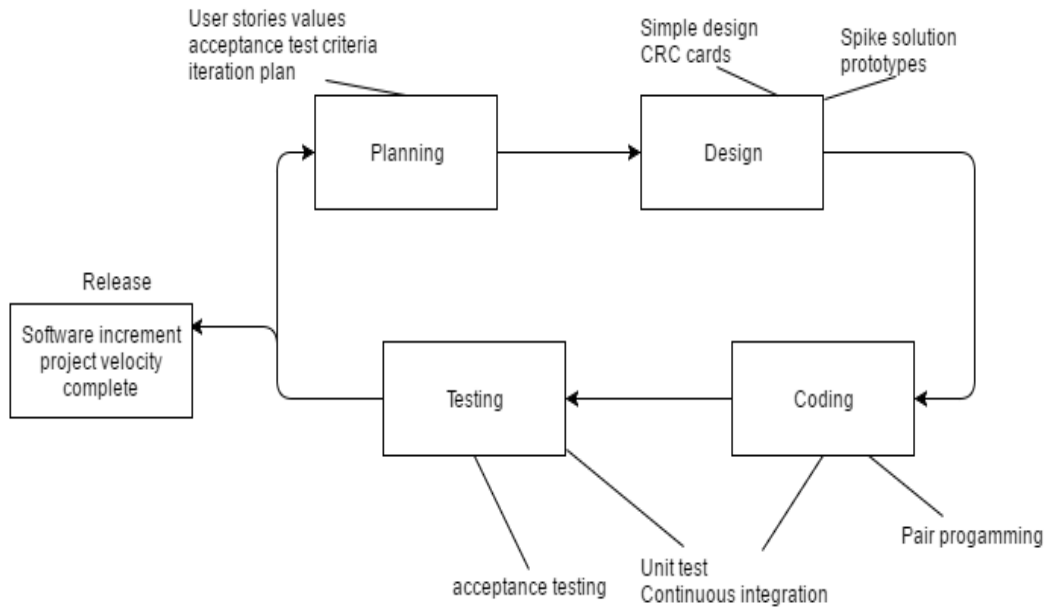 User stories values
acceptance test criteria
iteration plan
Simple design
CRC cards
Spike solution
prototypes
Planning
Design
Release
Software increment
project velocity
complete
Testing
Coding
acceptance testing
Unit test
Continuous integration
Pair progamming